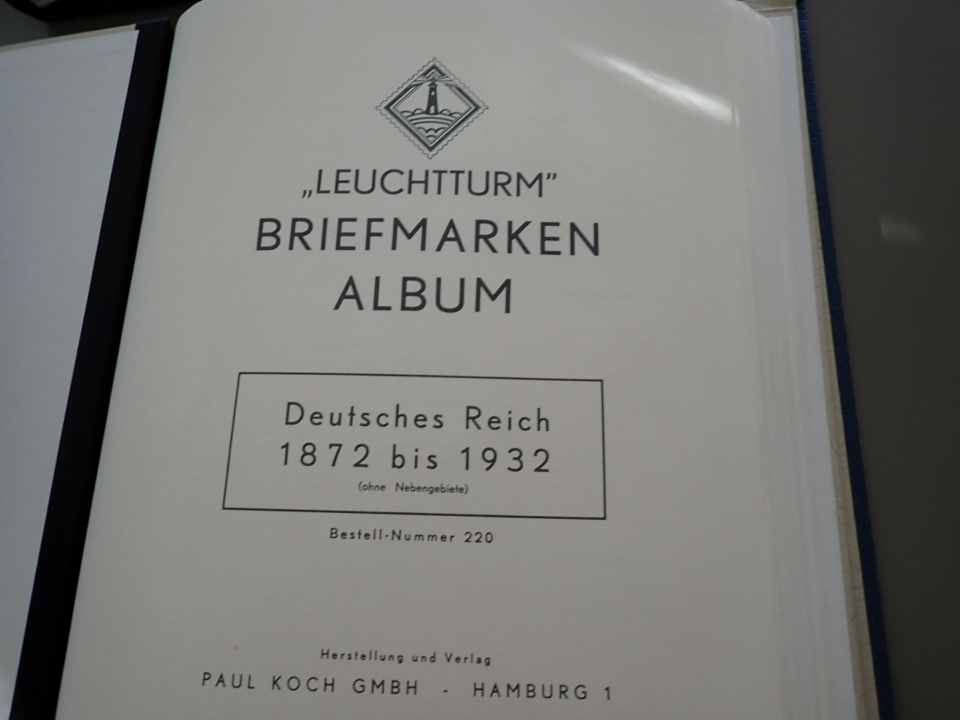 „LEUCHTTURM”
BRIEFMARKEN
ALBUM
Deutsches Reich
1872 bis 1932
(ohne Nebengebiete)
Bestell-Nummer 220
Herstellung und Verlag
PAUL KOCH GMBH - HAMBURG 1